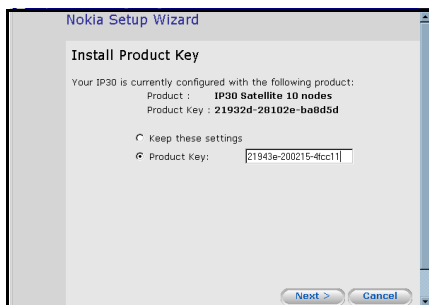 Nokia Setup Wizard
Install Product Key
Your IP30 is currently configured with the following product:
Product : IP30 Satellite 10 nodes
Product Key : 21932d-28102e-ba8d5d
Keep these settings
Product Key: 21943e-200215-4fcc11
Next > Cancel